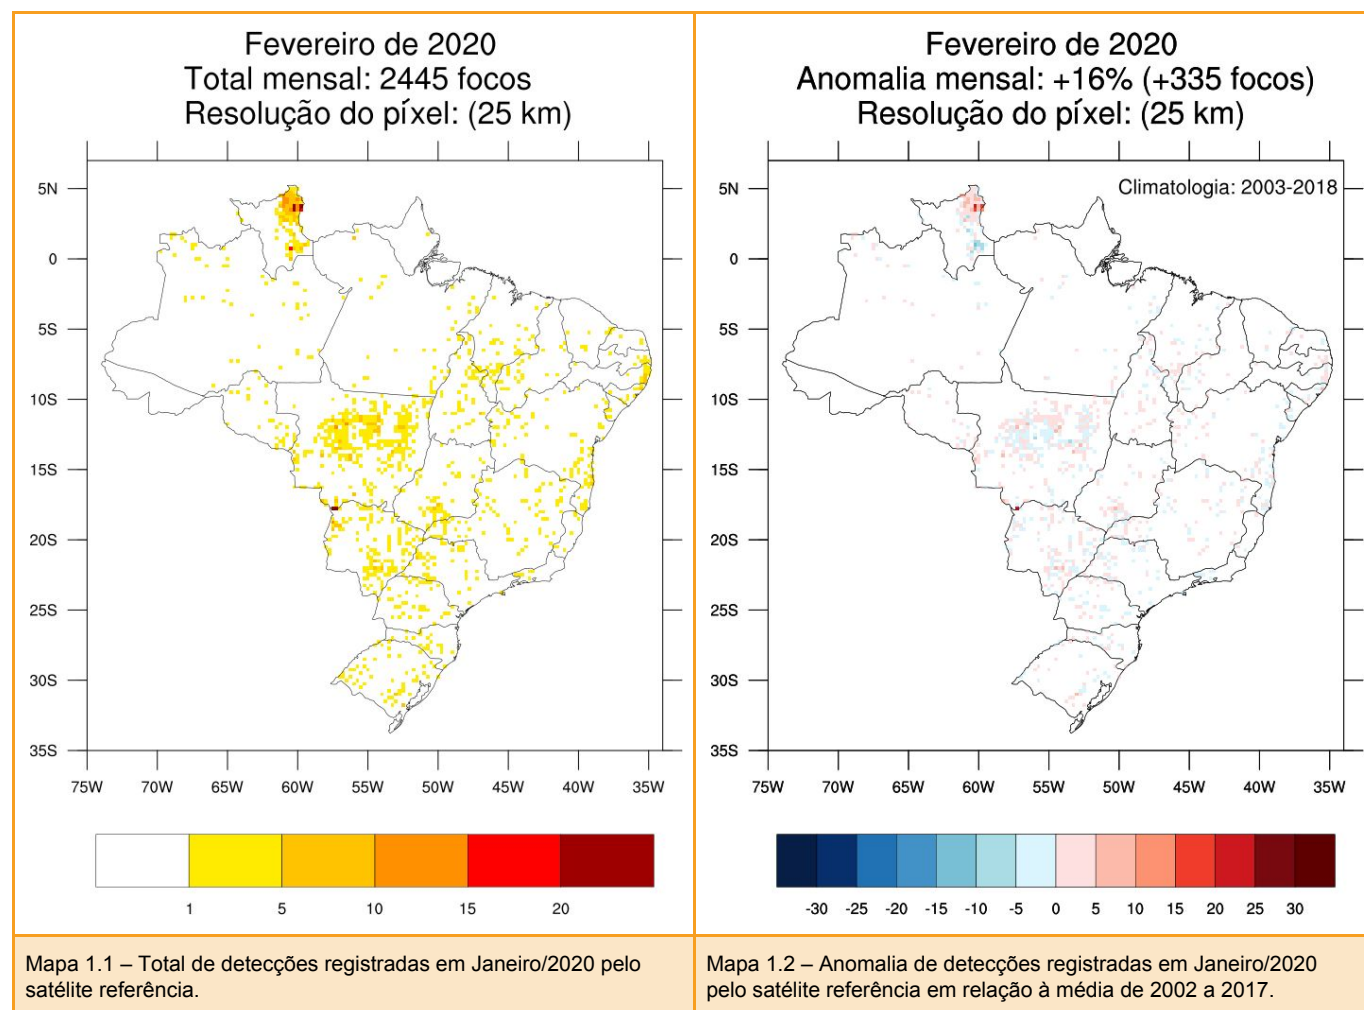 Fevereiro de 2020
Total mensal: 2445 focos
Resolução do píxel: (25 km)
5N
0
5S
10S
15S
20S
25S
30S
35S
75W 70W 65W 60W 55W 50W 45W 40W 35W
1 5 10 15 20
Mapa 1.1 – Total de detecções registradas em Janeiro/2020 pelo
satélite referência.
Fevereiro de 2020
Anomalia mensal: +16% (+335 focos)
Resolução do píxel: (25 km)
Climatologia: 2003-2018
5N
0
5S
10S
15S
20S
25S
30S
35S
75W 70W 65W 60W 55W 50W 45W 40W 35W
-30 -25 -20 -15 -10 -5 0 5 10 15 20 25 30
Mapa 1.2 – Anomalia de detecções registradas em Janeiro/2020
pelo satélite referência em relação à média de 2002 a 2017.